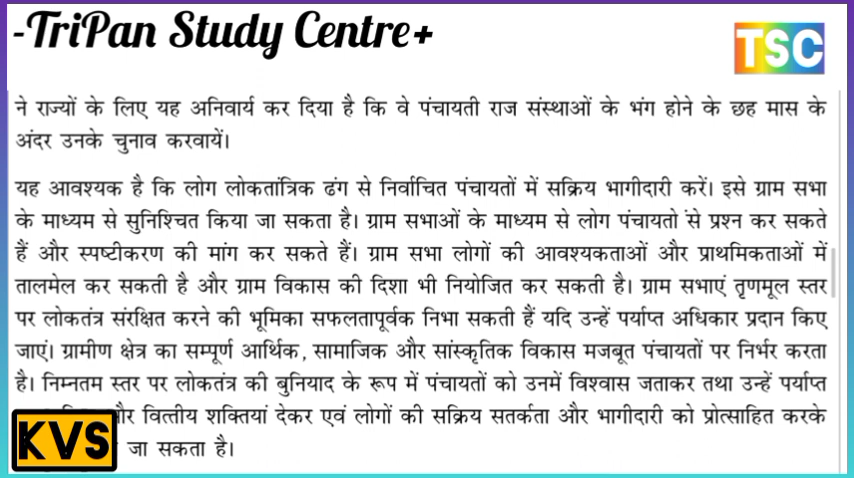 -TriPan Study Centre+
TSC
ने राज्यों के लिए यह अनिवार्य कर दिया है कि वे पंचायती राज संस्थाओं के भंग होने के छह मास के
अंदर उनके चुनाव करवायें।
यह आवश्यक है कि लोग लोकतांत्रिक ढंग से निर्वाचित पंचायतों में सक्रिय भागीदारी करें। इसे ग्राम सभा
के माध्यम से सुनिश्चित किया जा सकता है। ग्राम सभाओं के माध्यम से लोग पंचायतो से प्रश्न कर सकते
हैं और स्पष्टीकरण की मांग कर सकते हैं। ग्राम सभा लोगों की आवश्यकताओं और प्राथमिकताओं में
तालमेल कर सकती है और ग्राम विकास की दिशा भी नियोजित कर सकती है। ग्राम सभाएं तृणमूल स्तर
पर लोकतंत्र संरक्षित करने की भूमिका सफलतापूर्वक निभा सकती हैं यदि उन्हें पर्याप्त अधिकार प्रदान किए
जाएं। ग्रामीण क्षेत्र का सम्पूर्ण आर्थिक, सामाजिक और सांस्कृतिक विकास मजबूत पंचायतों पर निर्भर करता
है। निम्नतम स्तर पर लोकतंत्र की बुनियाद के रूप में पंचायतों को उनमें विश्वास जताकर तथा उन्हें पर्याप्त
वित्तीय शक्तियां देकर एवं लोगों की सक्रिय सतर्कता और भागीदारी को प्रोत्साहित करके
जा सकता है।
KVS